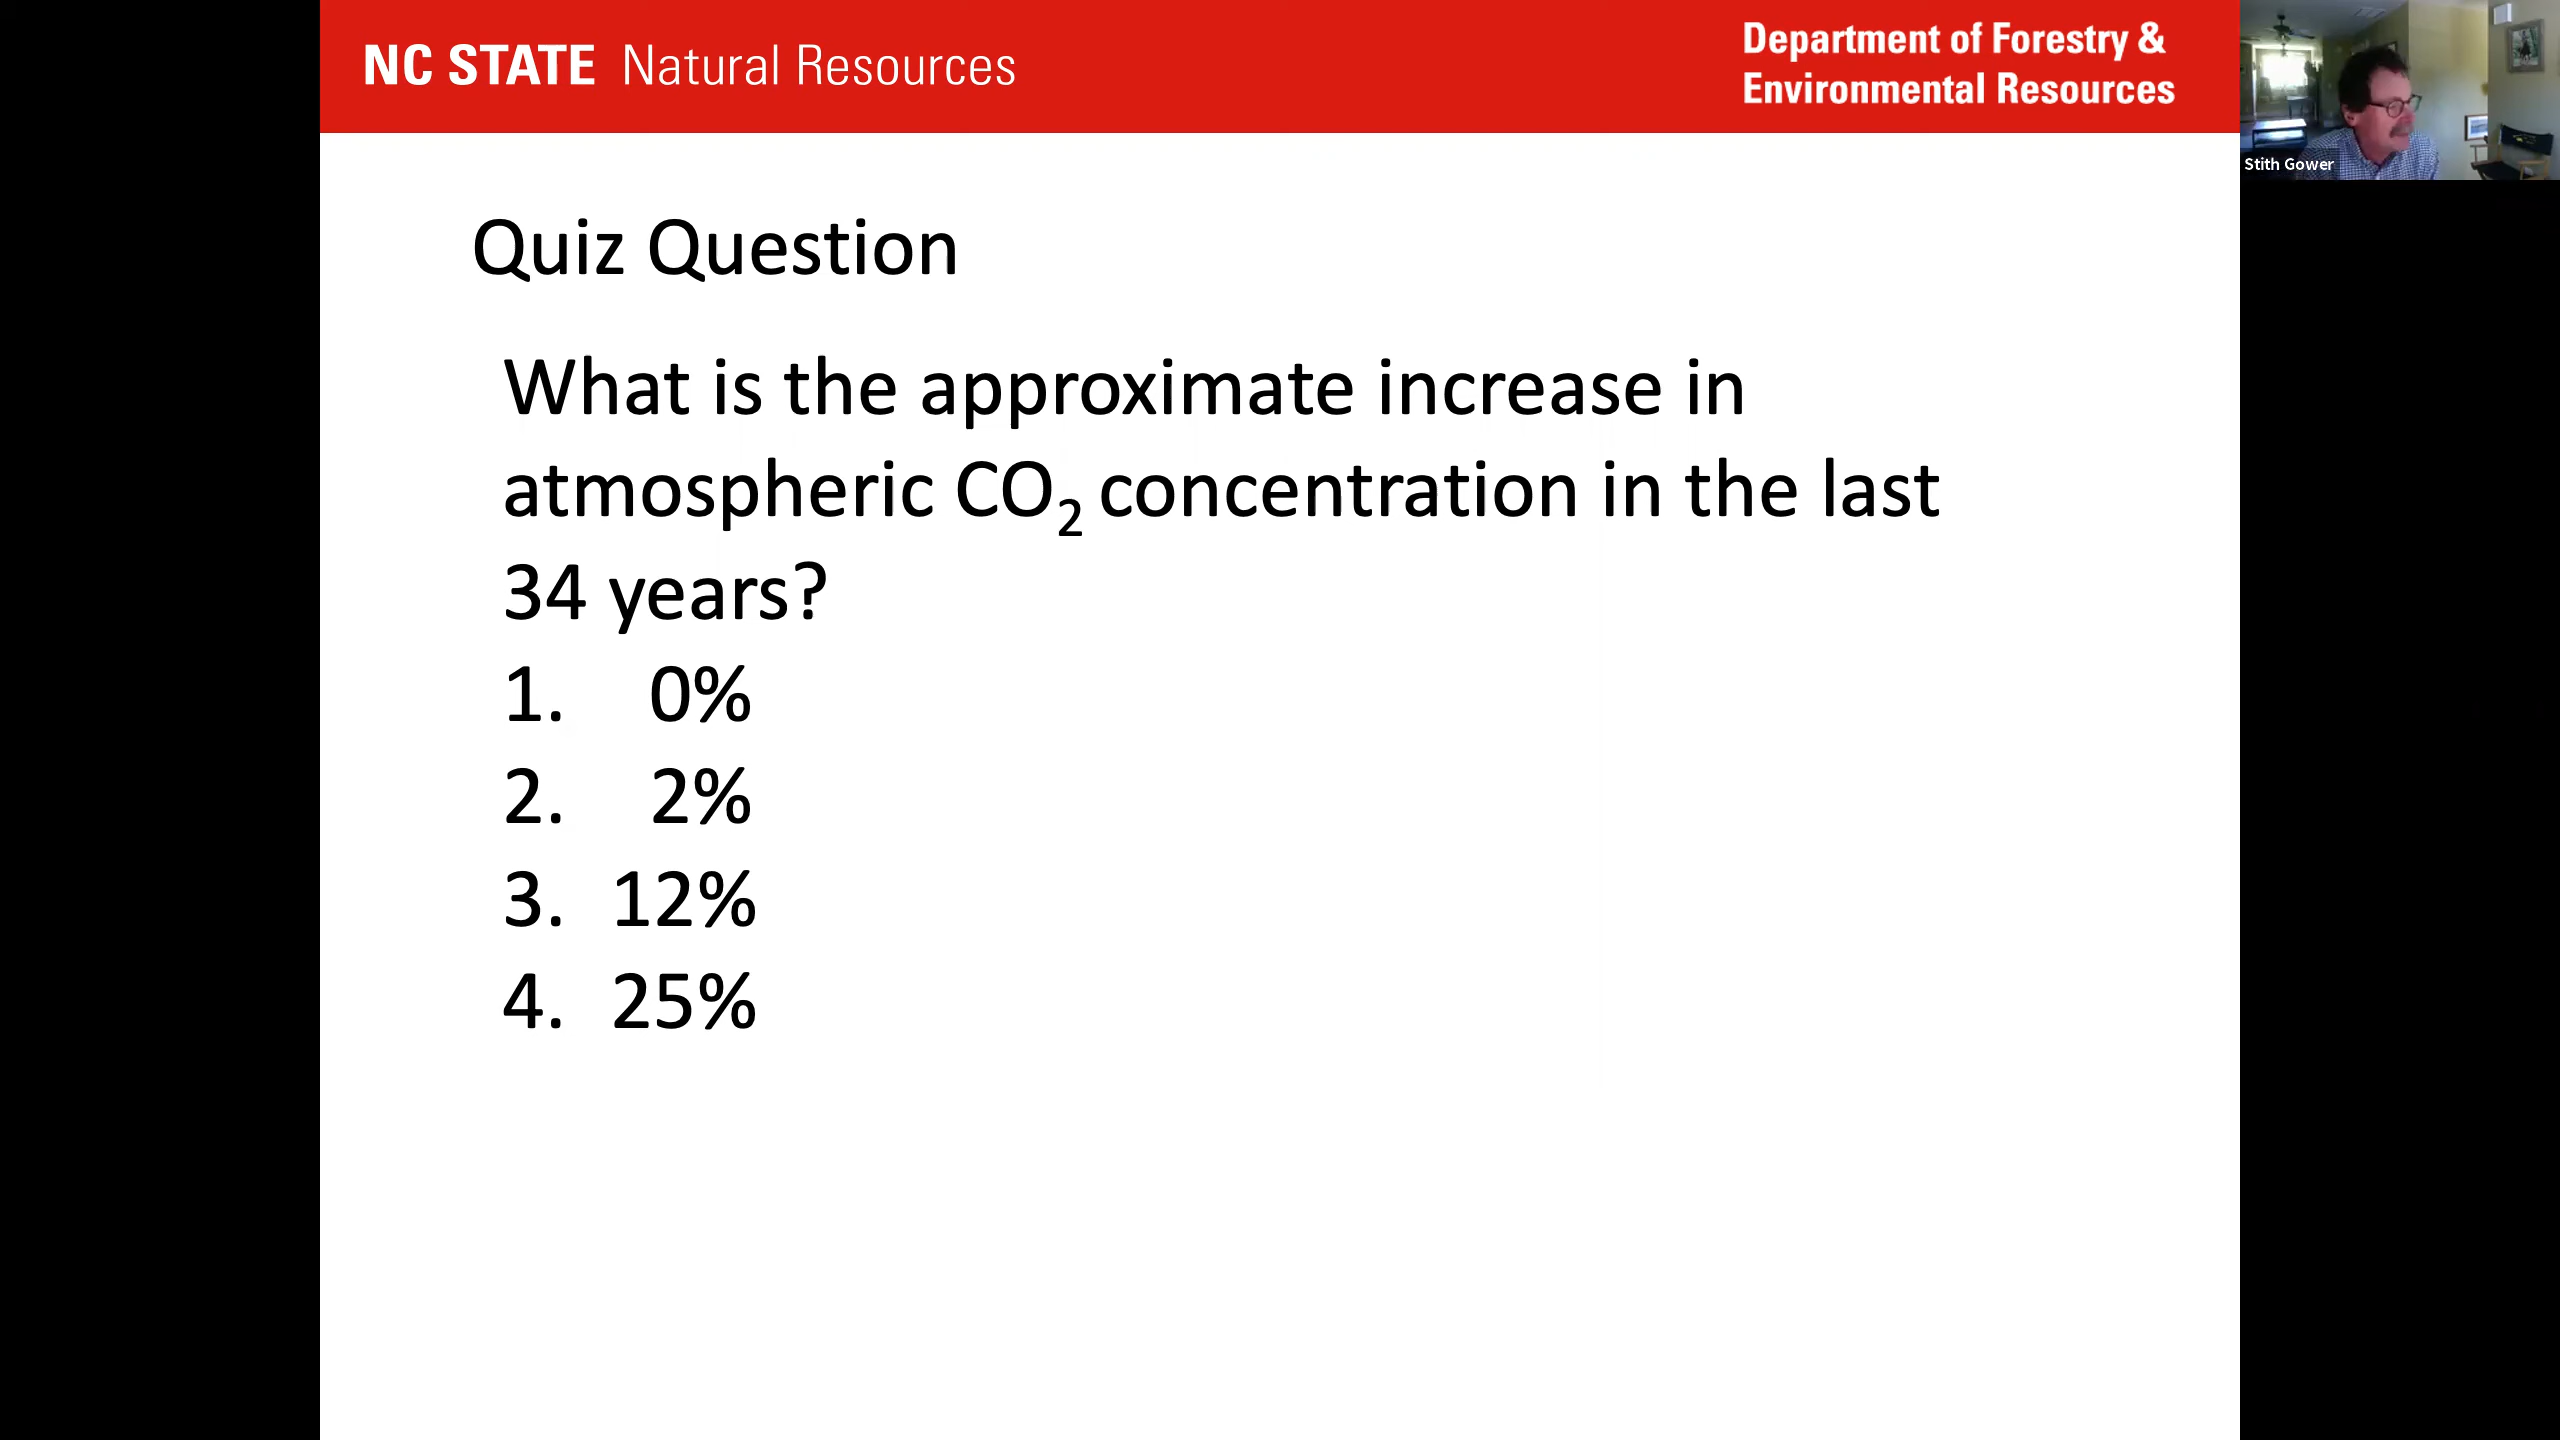 NC STATE Natural Resources
Department of Forestry &
Environmental Resources
Stith Gower
Quiz Question
What is the approximate increase in
atmospheric CO₂ concentration in the last
34 years?
1. 0%
2. 2%
3. 12%
4. 25%